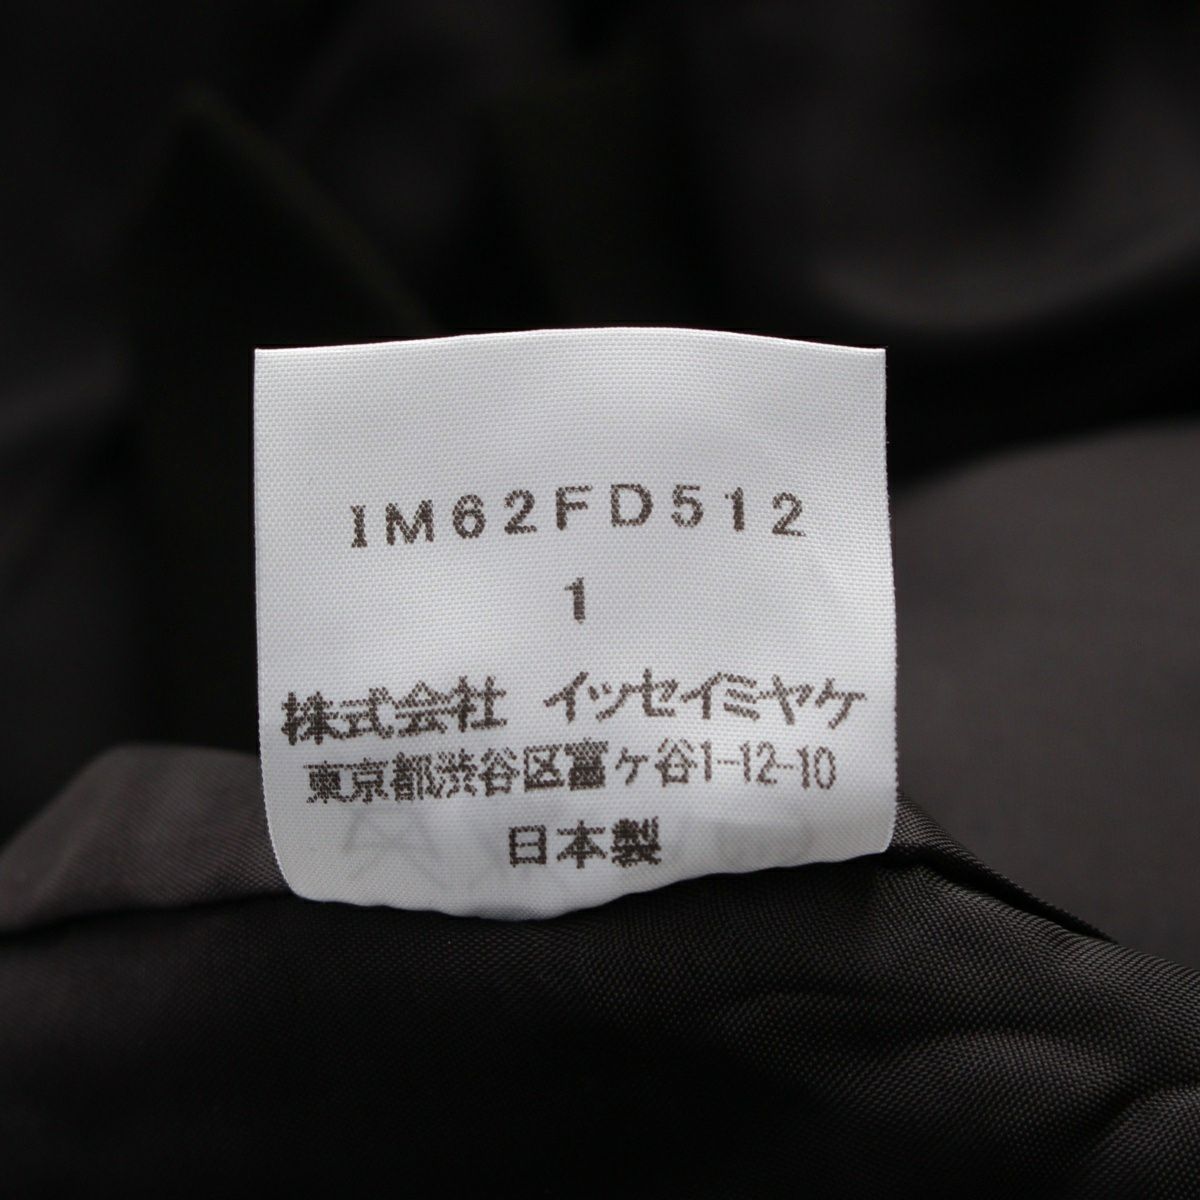 IM62FD512
1
株式会社 イッセイミヤケ
東京都渋谷区富ヶ谷1-12-10
日本製